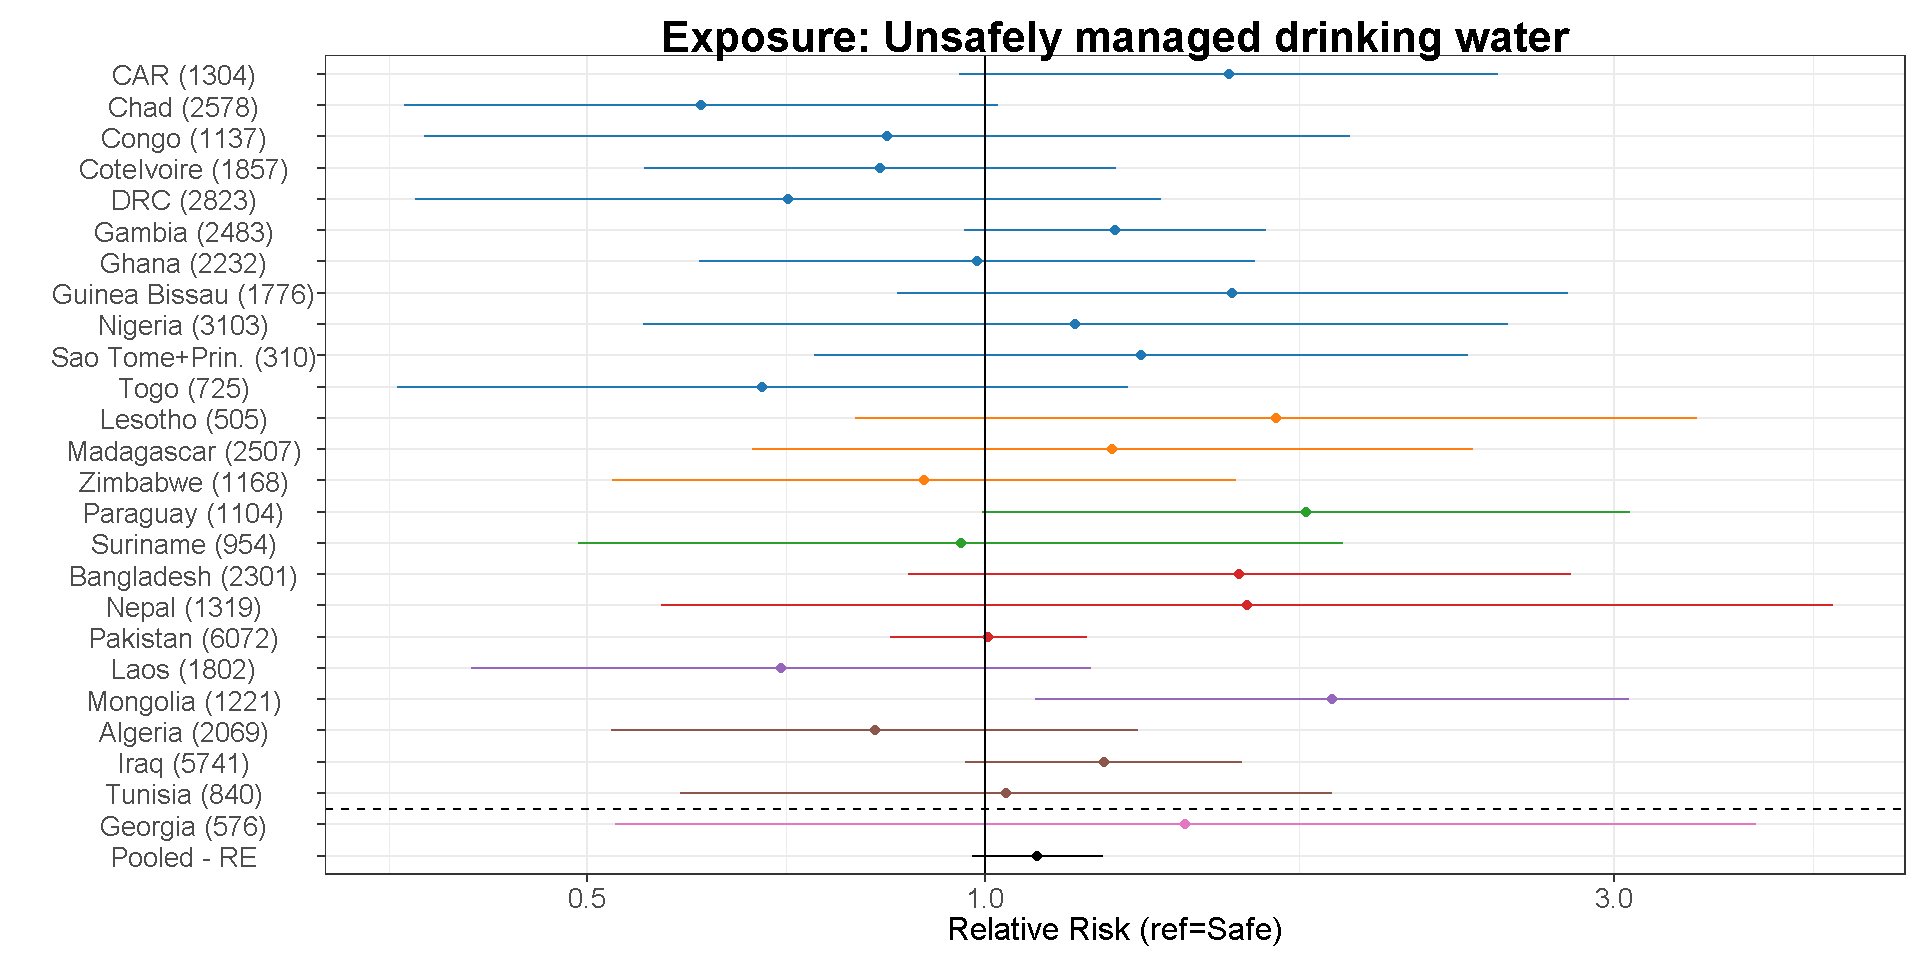 Exposure: Unsafely managed drinking water
CAR (1304)
Chad (2578)
Congo (1137)
CoteIvoire (1857)
DRC (2823)
Gambia (2483)
Ghana (2232)
Guinea Bissau (1776)
Nigeria (3103)
Sao Tome+Prin. (310)
Togo (725)
Lesotho (505)
Madagascar (2507)
Zimbabwe (1168)
Paraguay (1104)
Suriname (954)
Bangladesh (2301)
Nepal (1319)
Pakistan (6072)
Laos (1802)
Mongolia (1221)
Algeria (2069)
Iraq (5741)
Tunisia (840)
Georgia (576)
Pooled - RE
0.5 1.0 3.0
Relative Risk (ref=Safe)